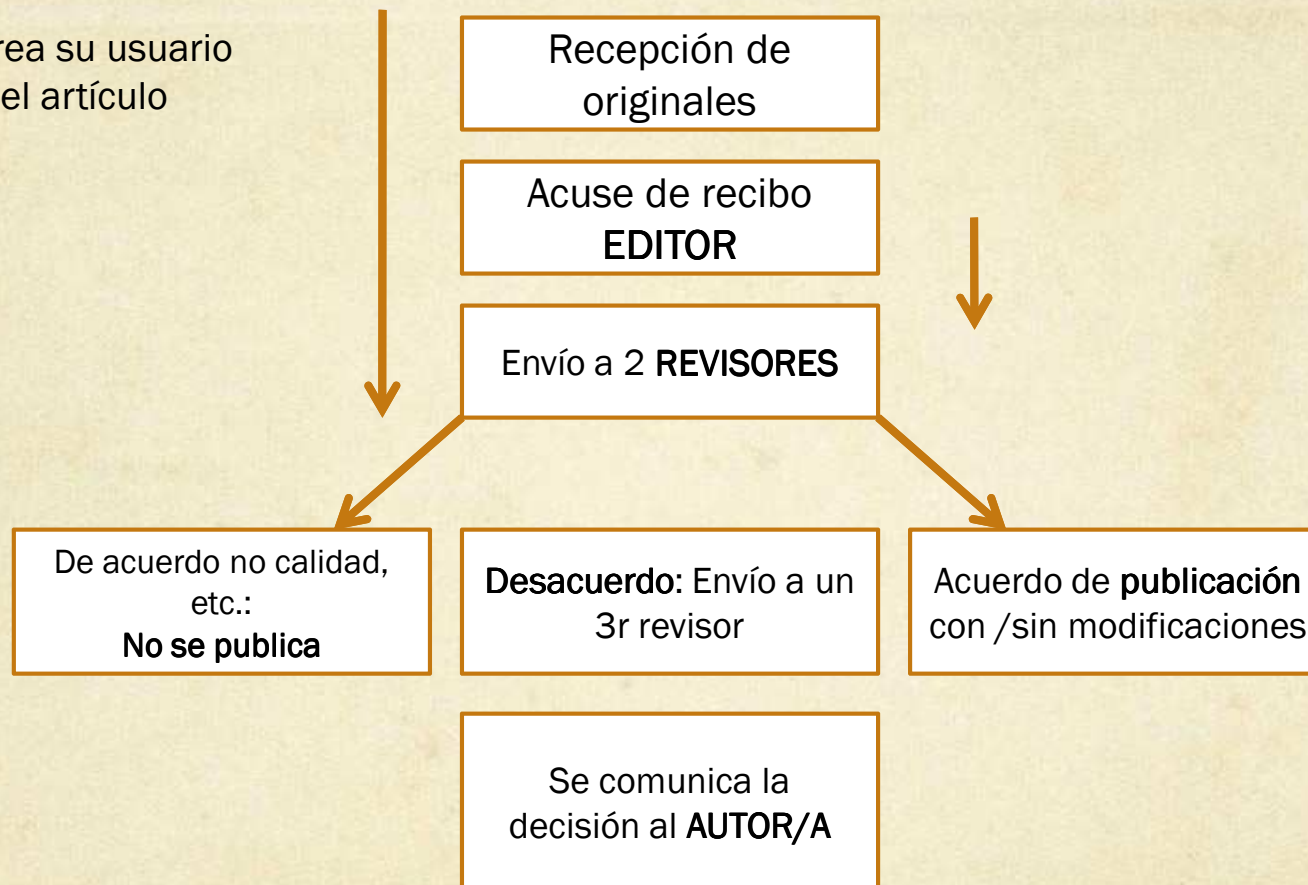 rea su usuario
el artículo
Recepción de
originales
Acuse de recibo
EDITOR
Envío a 2 REVISORES
De acuerdo no calidad,
etc.:
No se publica
Desacuerdo: Envío a un
3r revisor
Acuerdo de publicación
con /sin modificaciones
Se comunica la
decisión al AUTOR/A